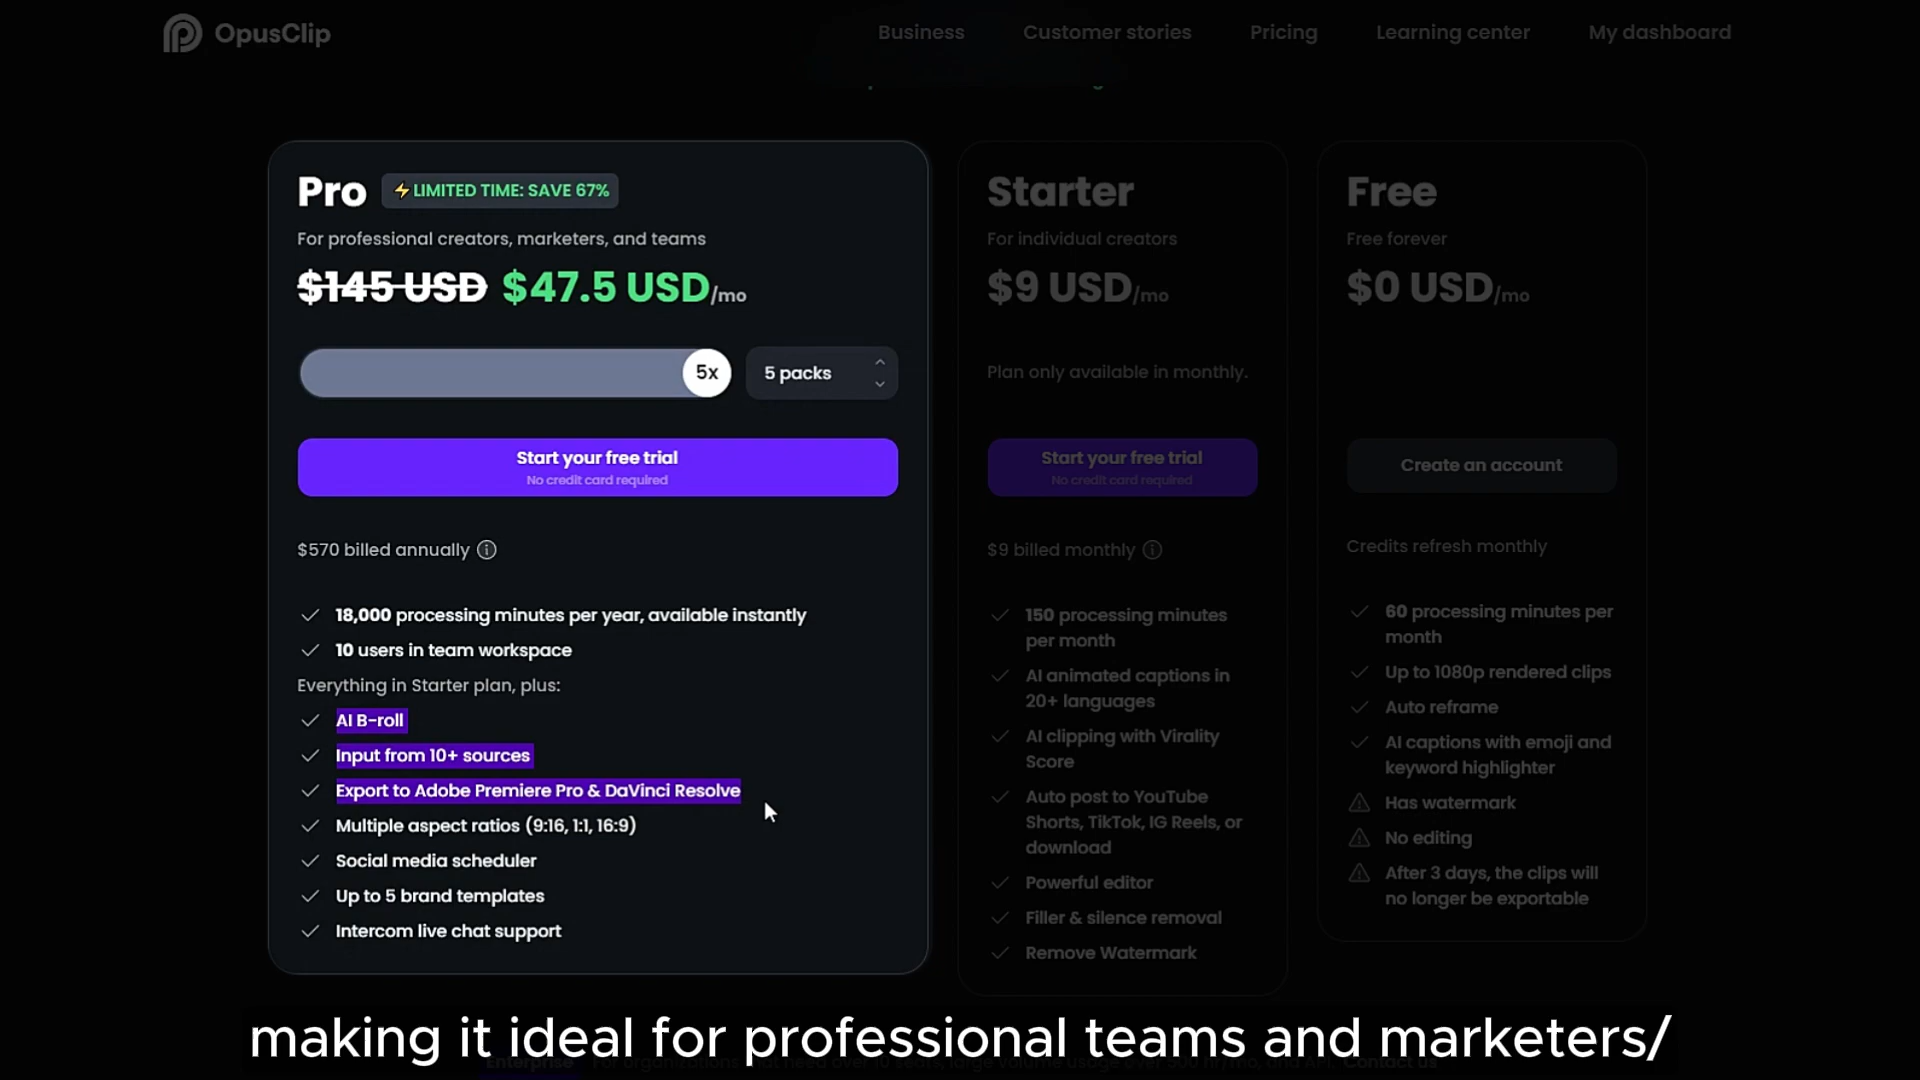 OpusClip
Business
Customer stories
Pricing
Learning center
My dashboard
Pro
⚡LIMITED TIME: SAVE 67%
For professional creators, marketers, and teams
$145 USD $47.5 USD/mo
5x
5 packs
Start your free trial
No credit card required
$570 billed annually
18,000 processing minutes per year, available instantly
10 users in team workspace
Everything in Starter plan, plus:
AI B-roll
Input from 10+ sources
Export to Adobe Premiere Pro & DaVinci Resolve
Multiple aspect ratios (9:16, 1:1, 16:9)
Social media scheduler
Up to 5 brand templates
Intercom live chat support
Starter
For individual creators
$9 USD/mo
Plan only available in monthly.
Start your free trial
No credit card required
$9 billed monthly
150 processing minutes
per month
AI animated captions in
20+ languages
AI clipping with Virality
Score
Auto post to YouTube
Shorts, TikTok, IG Reels, or
download
Powerful editor
Filler & silence removal
Remove Watermark
Free
Free forever
$0 USD/mo
Create an account
Credits refresh monthly
60 processing minutes per
month
Up to 1080p rendered clips
Auto reframe
AI captions with emoji and
keyword highlighter
Has watermark
No editing
After 3 days, the clips will
no longer be exportable
making it ideal for professional teams and marketers/